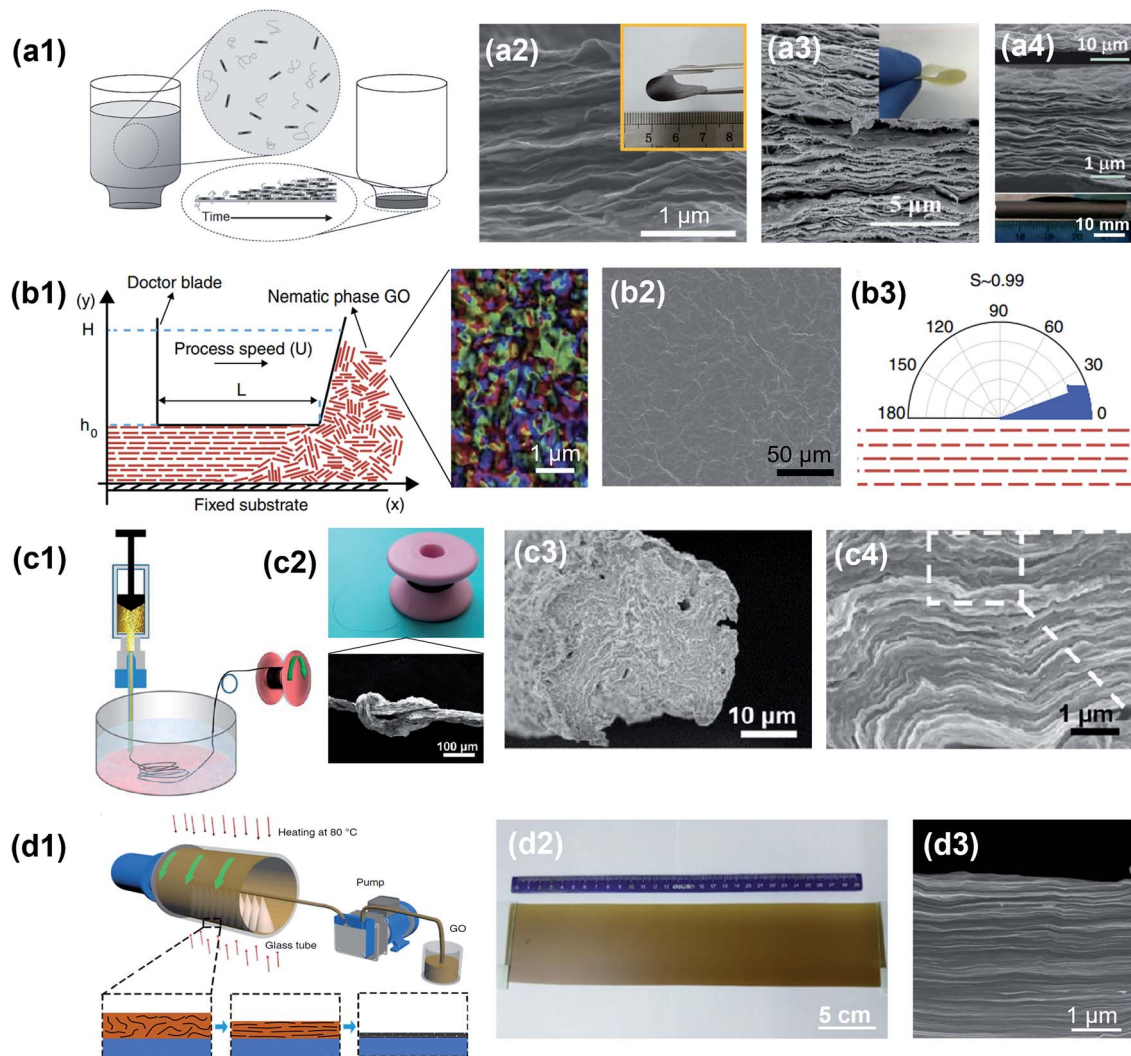 (a1)
Time
(a2)
5 6 7 8
1 μm
(a3)
5 μm
(a4)
10 μm
1 μm
10 mm
(b1)
(y)
Doctor blade
Nematic phase GO
H
Process speed (U)
L
h0
Fixed substrate
(x)
1 μm
(b2)
50 μm
(b3)
S~0.99
90
120
60
150
30
180
0
(c1)
(c2)
100 μm
(c3)
10 μm
(c4)
1 μm
(d1)
Heating at 80 °C
Pump
GO
Glass tube
(d2)
5 cm
(d3)
1 μm